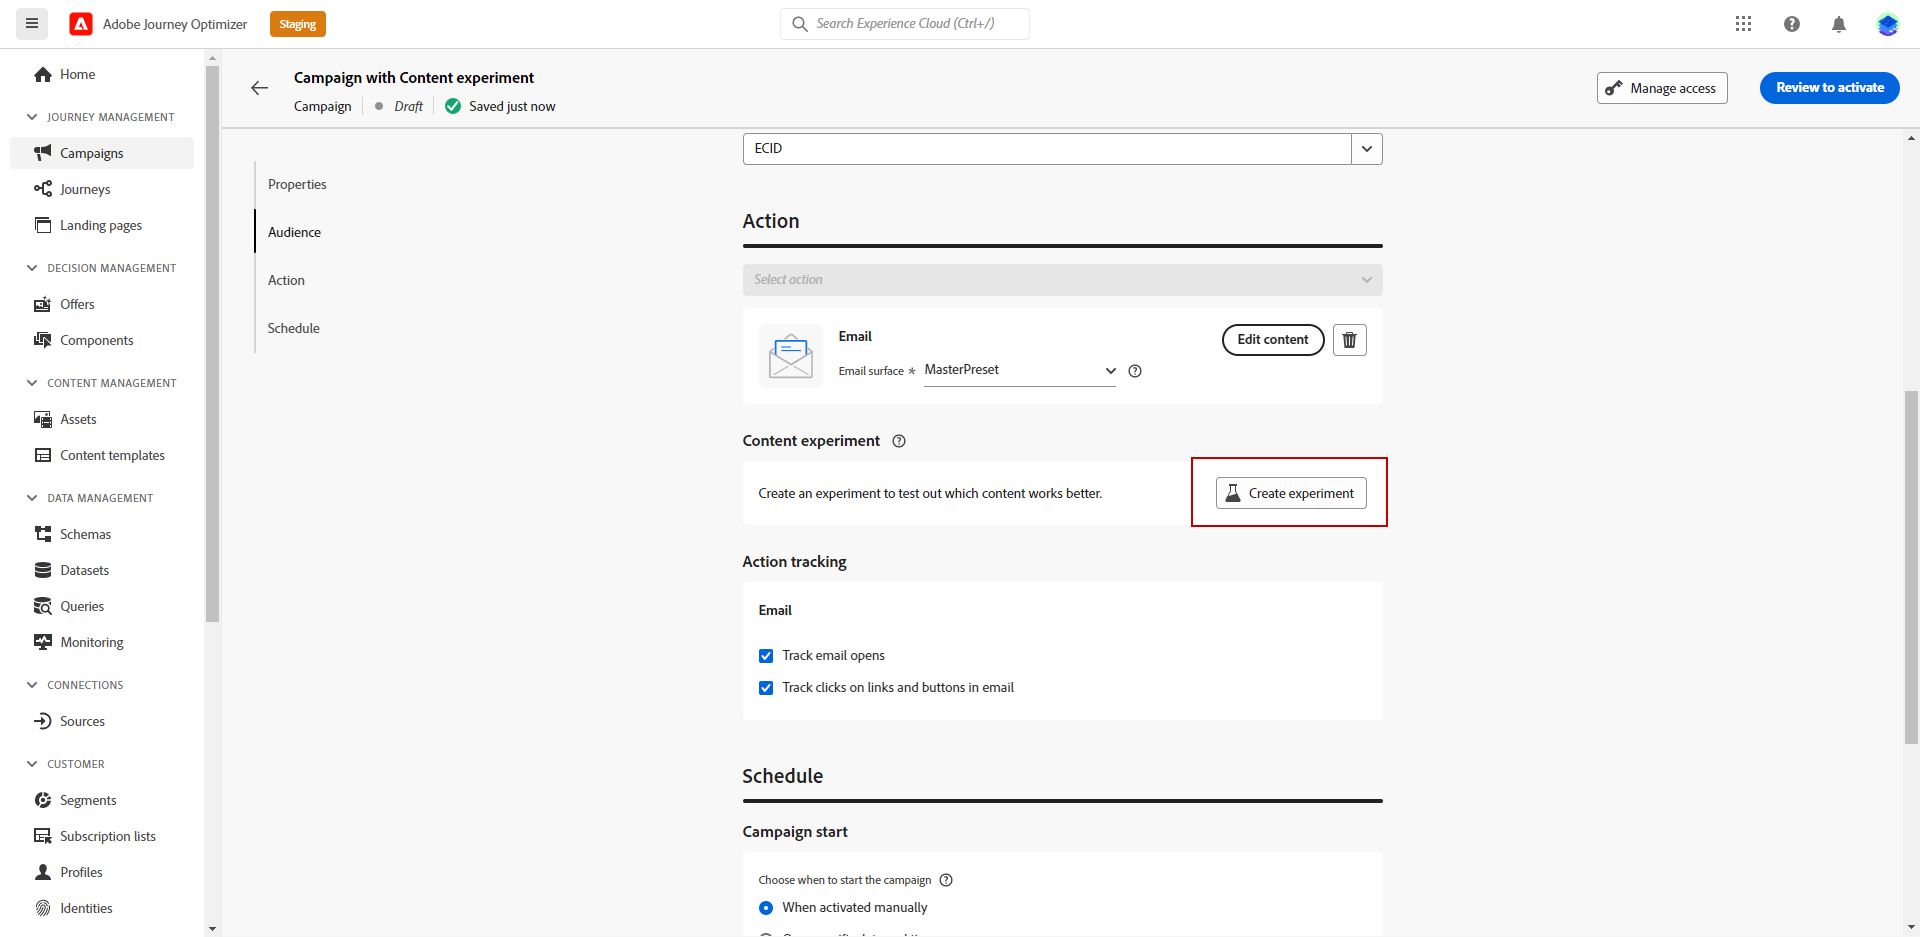 Adobe Journey Optimizer
Staging
Search Experience Cloud (Ctrl+/)
Home
JOURNEY MANAGEMENT
Campaigns
Journeys
Landing pages
DECISION MANAGEMENT
Offers
Components
CONTENT MANAGEMENT
Assets
Content templates
DATA MANAGEMENT
Schemas
Datasets
Queries
Monitoring
CONNECTIONS
Sources
CUSTOMER
Segments
Subscription lists
Profiles
Identities
Campaign with Content experiment
Campaign Draft Saved just now
Manage access
Review to activate
Properties
Audience
Action
Schedule
ECID
Action
Select action
Email
Edit content
Email surface * MasterPreset
Content experiment
Create an experiment to test out which content works better.
Create experiment
Action tracking
Email
Track email opens
Track clicks on links and buttons in email
Schedule
Campaign start
Choose when to start the campaign
When activated manually